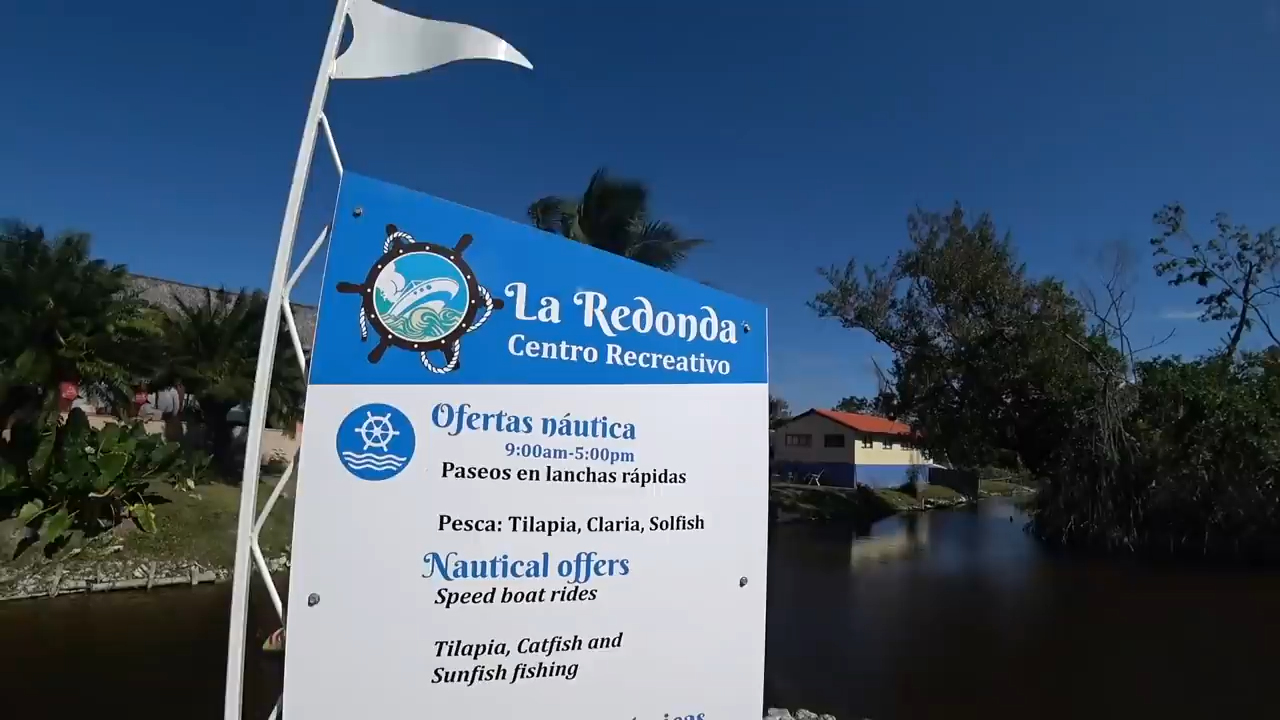 La Redonda
Centro Recreativo
Ofertas náutica
9:00am-5:00pm
Paseos en lanchas rápidas
Pesca: Tilapia, Claria, Solfish
Nautical offers
Speed boat rides
Tilapia, Catfish and
Sunfish fishing